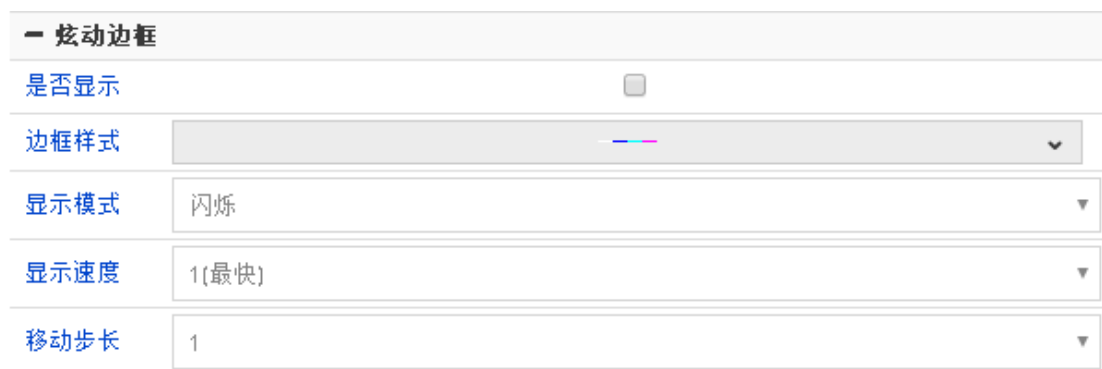 炫动边框
是否显示
边框样式
显示模式 闪烁
显示速度 1(最快)
移动步长 1